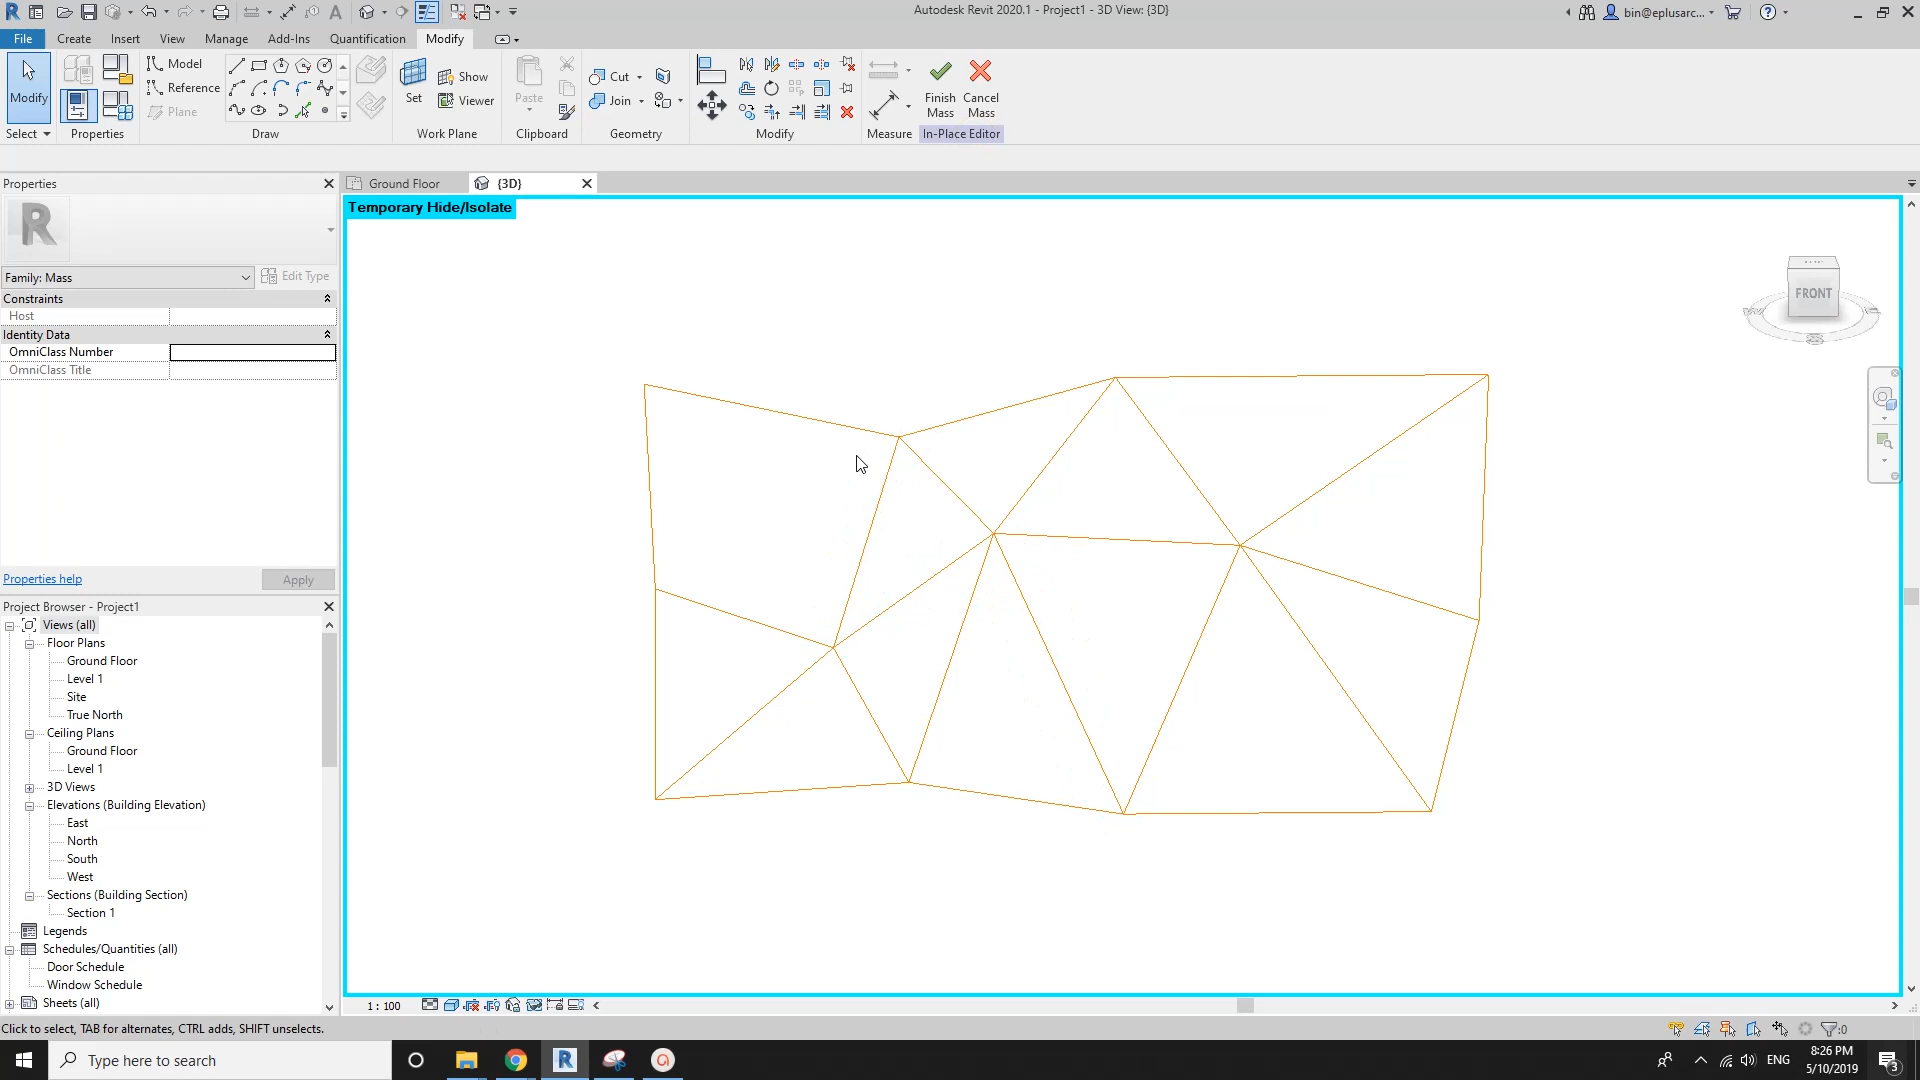 Autodesk Revit 2020.1 - Project1 - 3D View: {3D}
bin@eplusarc...
File Create Insert View Manage Add-Ins Quantification Modify
Modify
Model
Reference
Plane
Set
Show
Viewer
Paste
Cut
Join
Finish Mass
Cancel Mass
Select Properties Draw Work Plane Clipboard Geometry Modify Measure In-Place Editor
Properties
Ground Floor
{3D}
Temporary Hide/Isolate
FRONT
R
Family: Mass
Edit Type
Constraints
Host
Identity Data
OmniClass Number
OmniClass Title
Properties help
Apply
Project Browser - Project1
Views (all)
Floor Plans
Ground Floor
Level 1
Site
True North
Ceiling Plans
Ground Floor
Level 1
3D Views
Elevations (Building Elevation)
East
North
South
West
Sections (Building Section)
Section 1
Legends
Schedules/Quantities (all)
Door Schedule
Window Schedule
Sheets (all)
1 : 100
Click to select, TAB for alternates, CTRL adds, SHIFT unselects.
:0
Type here to search
ENG
8:26 PM
5/10/2019
3